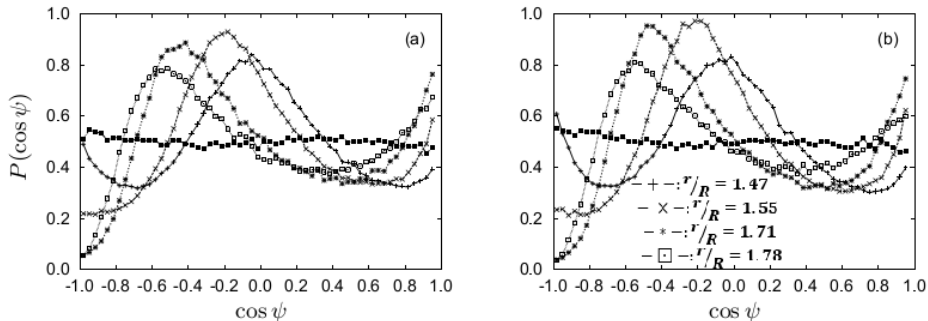 (a)
P(cos ψ)
1.0
0.8
0.6
0.4
0.2
0.0
-1.0 -0.8 -0.6 -0.4 -0.2 0.0 0.2 0.4 0.6 0.8 1.0
cos ψ
(b)
1.0
0.8
0.6
0.4
0.2
0.0
– + –: r/R = 1.47
– × –: r/R = 1.55
– * –: r/R = 1.71
– ⊡ –: r/R = 1.78
-1.0 -0.8 -0.6 -0.4 -0.2 0.0 0.2 0.4 0.6 0.8 1.0
cos ψ